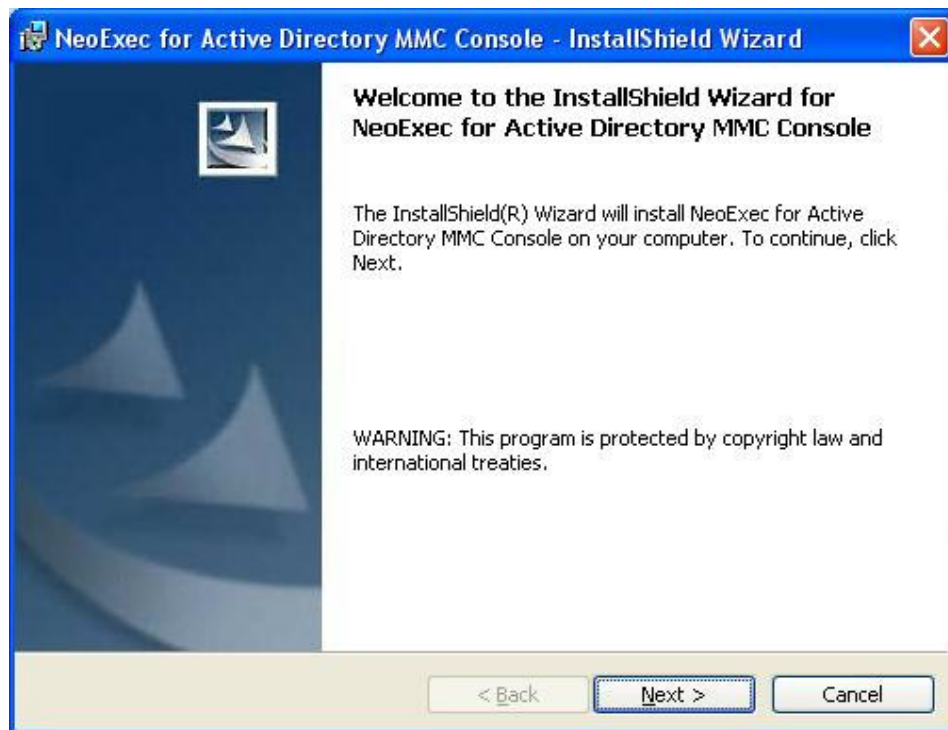 NeoExec for Active Directory MMC Console - InstallShield Wizard
Welcome to the InstallShield Wizard for
NeoExec for Active Directory MMC Console
The InstallShield(R) Wizard will install NeoExec for Active
Directory MMC Console on your computer. To continue, click
Next.
WARNING: This program is protected by copyright law and
international treaties.
< Back
Next >
Cancel